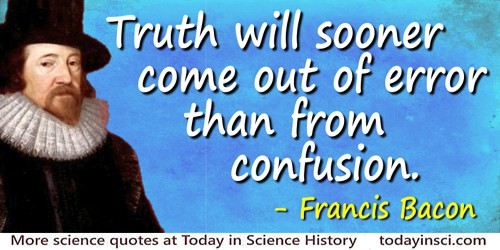 Truth will sooner
come out of error
than from
confusion.
- Francis Bacon
More science quotes at Today in Science History todayinsci.com